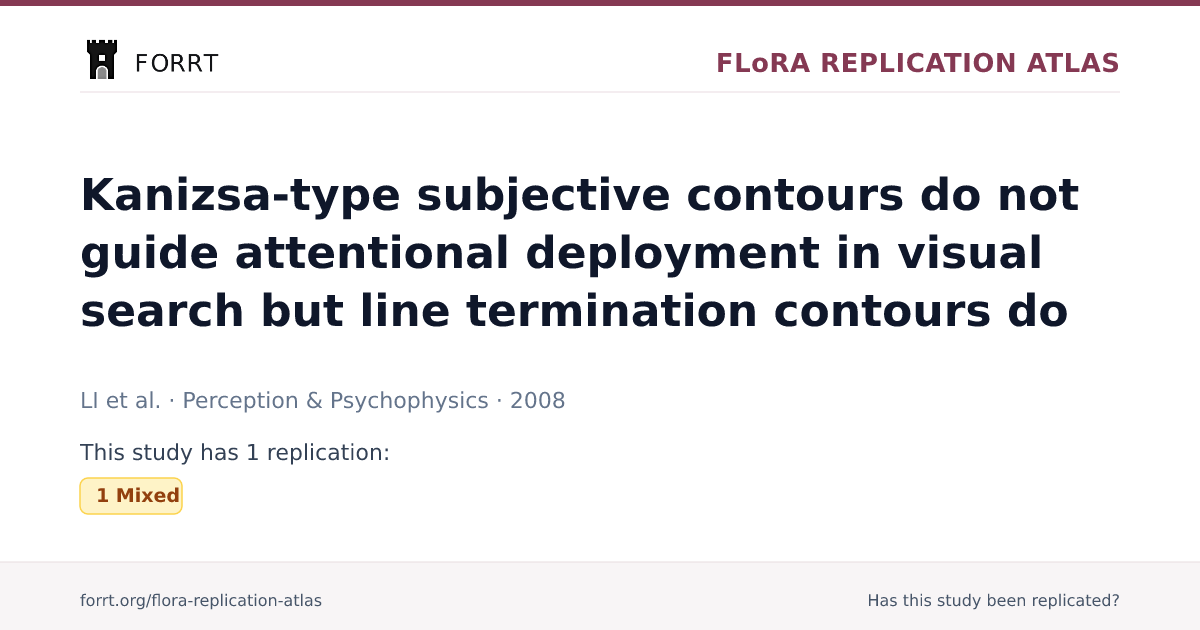 FORRT
FLoRA REPLICATION ATLAS
Kanizsa-type subjective contours do not
guide attentional deployment in visual
search but line termination contours do
LI et al. · Perception & Psychophysics · 2008
This study has 1 replication:
1 Mixed
forrt.org/flora-replication-atlas
Has this study been replicated?